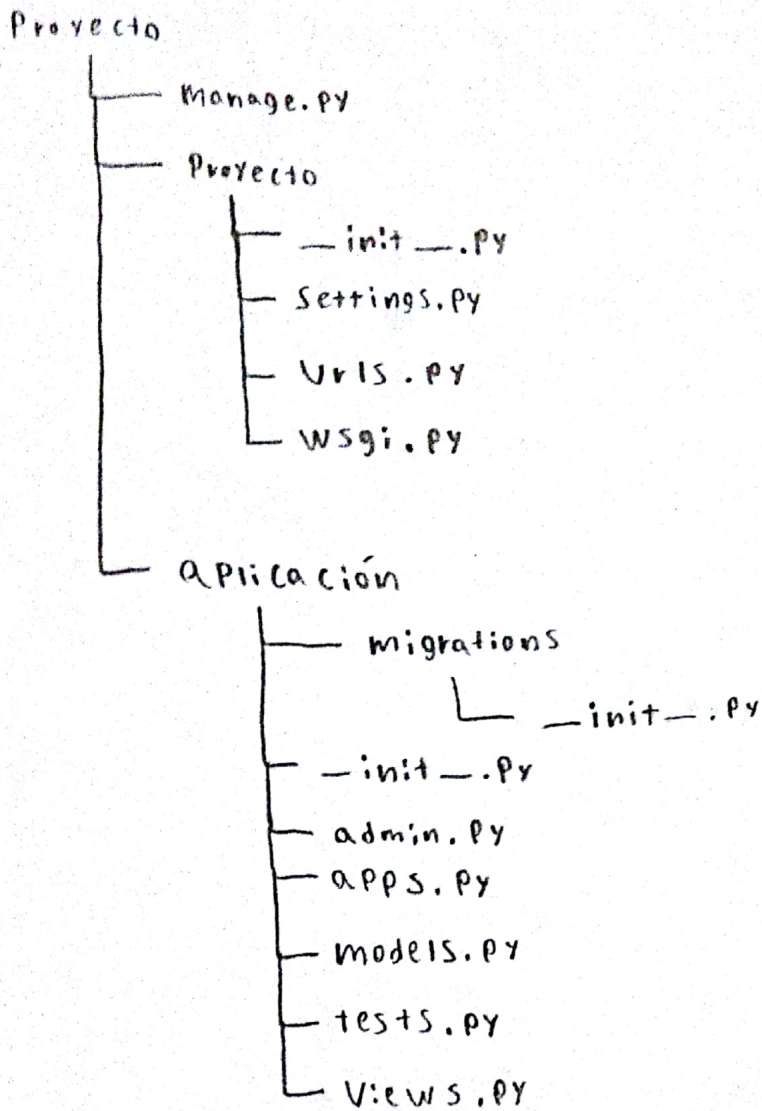 Proyecto
manage.py
Proyecto
__init__.py
settings.py
urls.py
wsgi.py
aplicación
migrations
__init__.py
__init__.py
admin.py
apps.py
models.py
tests.py
views.py